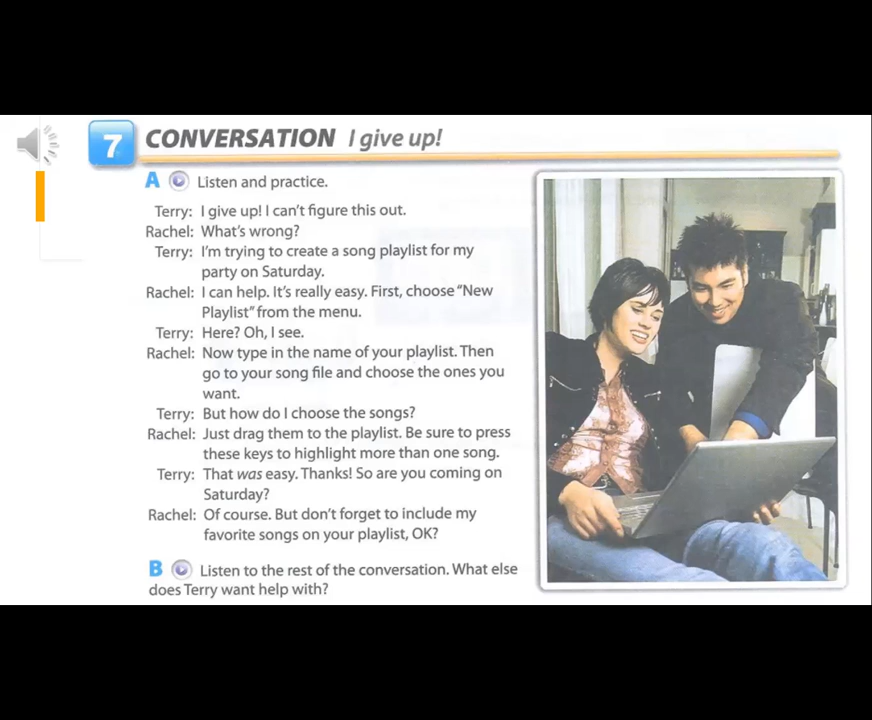 7 CONVERSATION I give up!
A Listen and practice.
Terry: I give up! I can't figure this out.
Rachel: What's wrong?
Terry: I'm trying to create a song playlist for my
party on Saturday.
Rachel: I can help. It's really easy. First, choose “New
Playlist” from the menu.
Terry: Here? Oh, I see.
Rachel: Now type in the name of your playlist. Then
go to your song file and choose the ones you
want.
Terry: But how do I choose the songs?
Rachel: Just drag them to the playlist. Be sure to press
these keys to highlight more than one song.
Terry: That was easy. Thanks! So are you coming on
Saturday?
Rachel: Of course. But don't forget to include my
favorite songs on your playlist, OK?
B Listen to the rest of the conversation. What else
does Terry want help with?